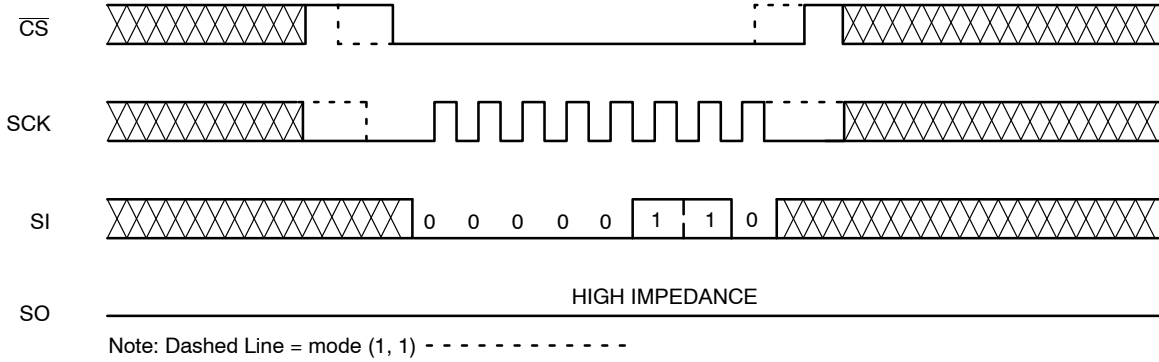 CS
SCK
SI
0 0 0 0 0 1 1 0
HIGH IMPEDANCE
SO
Note: Dashed Line = mode (1, 1)